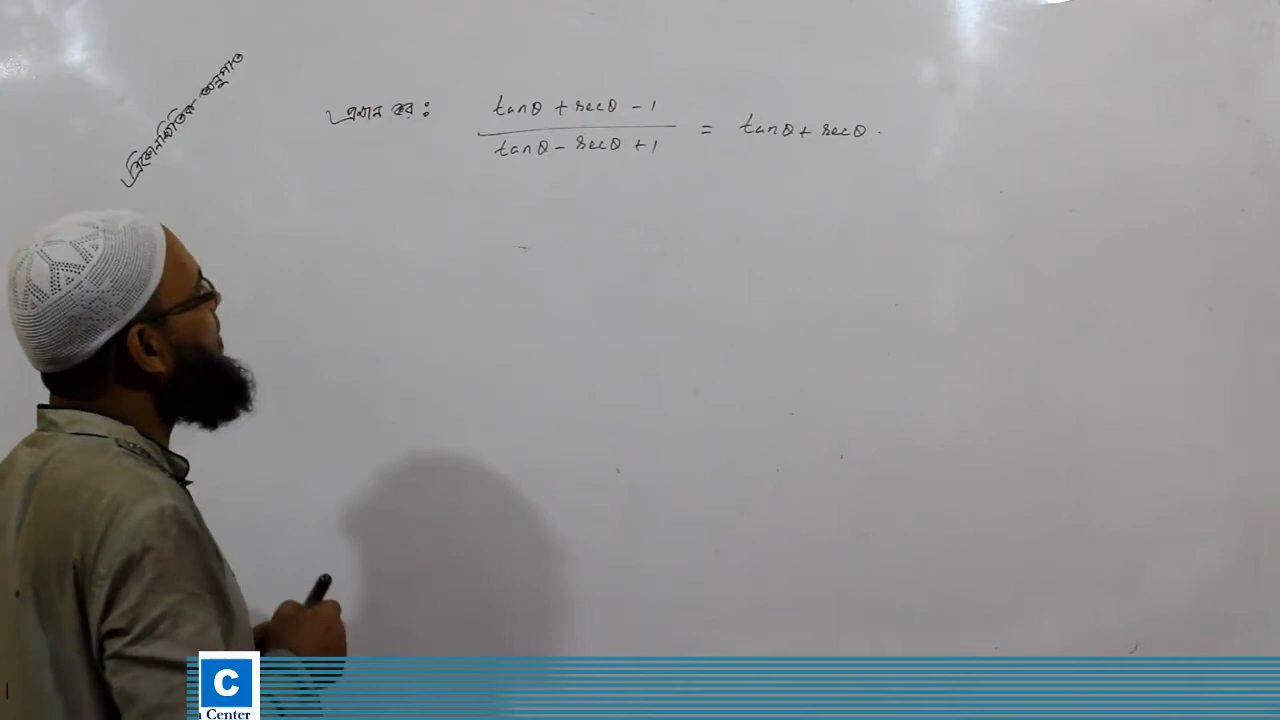 ত্রিকোণমিতিক অনুপাত
প্রমাণ কর :
tanθ + secθ - 1
tanθ - secθ + 1
= tanθ + secθ .
C
Center